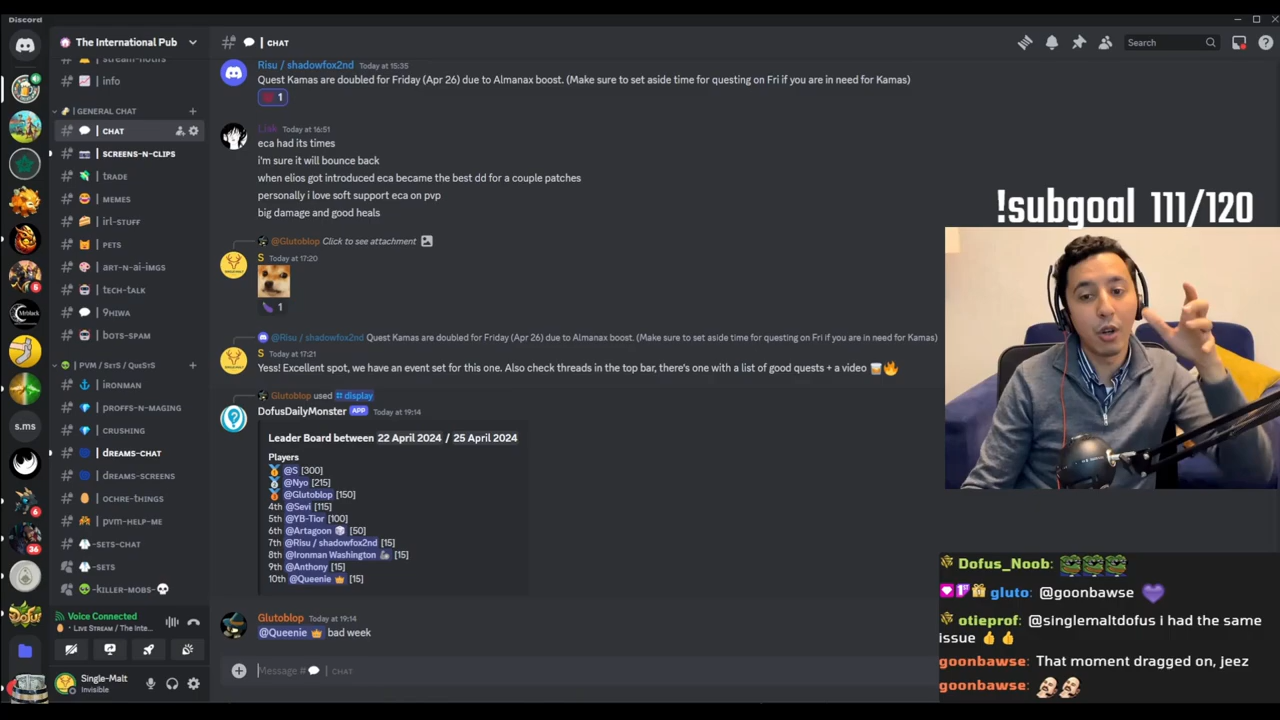 Discord
The International Pub
CHAT
Search
stream-notifs
info
GENERAL CHAT
CHAT
SCREENS-N-CLIPS
TRADE
MEMES
irl-STUFF
PETS
ART-N-AI-IMGS
TECH-TALK
9HIWA
BOTS-SPAM
PVM / SETS / QUESTS
IRONMAN
PROFFS-N-MAGING
CRUSHING
DREAMS-CHAT
DREAMS-SCREENS
OCHRE-THINGS
PVM-HELP-ME
-SETS-CHAT
-SETS
-KILLER-MOBS-
Voice Connected
LIVE STREAM / The Inte...
Single-Malt
Invisible
s.ms
6
6
36
Risu / shadowfox2nd Today at 15:35
Quest Kamas are doubled for Friday (Apr 26) due to Almanax boost. (Make sure to set aside time for questing on Fri if you are in need for Kamas)
1
Today at 16:51
eca had its times
i'm sure it will bounce back
when elios got introduced eca became the best dd for a couple patches
personally i love soft support eca on pvp
big damage and good heals
@Glutoblop Click to see attachment
S Today at 17:20
1
@Risu / shadowfox2nd Quest Kamas are doubled for Friday (Apr 26) due to Almanax boost. (Make sure to set aside time for questing on Fri if you are in need for Kamas)
S Today at 17:21
Yess! Excellent spot, we have an event set for this one. Also check threads in the top bar, there's one with a list of good quests + a video
Glutoblop used display
DofusDailyMonster APP Today at 19:14
Leader Board between 22 April 2024 / 25 April 2024
Players
@S [300]
@Nyo [215]
@Glutoblop [150]
4th @Sevi [115]
5th @YB-Tior [100]
6th @Artagoon [50]
7th @Risu / shadowfox2nd [15]
8th @Ironman Washington [15]
9th @Anthony [15]
10th @Queenie [15]
Glutoblop Today at 19:14
@Queenie bad week
Message # | CHAT
!subgoal 111/120
Dofus_Noob:
gluto: @goonbawse
otieprof: @singlemaltdofus i had the same
issue
goonbawse: That moment dragged on, jeez
goonbawse: